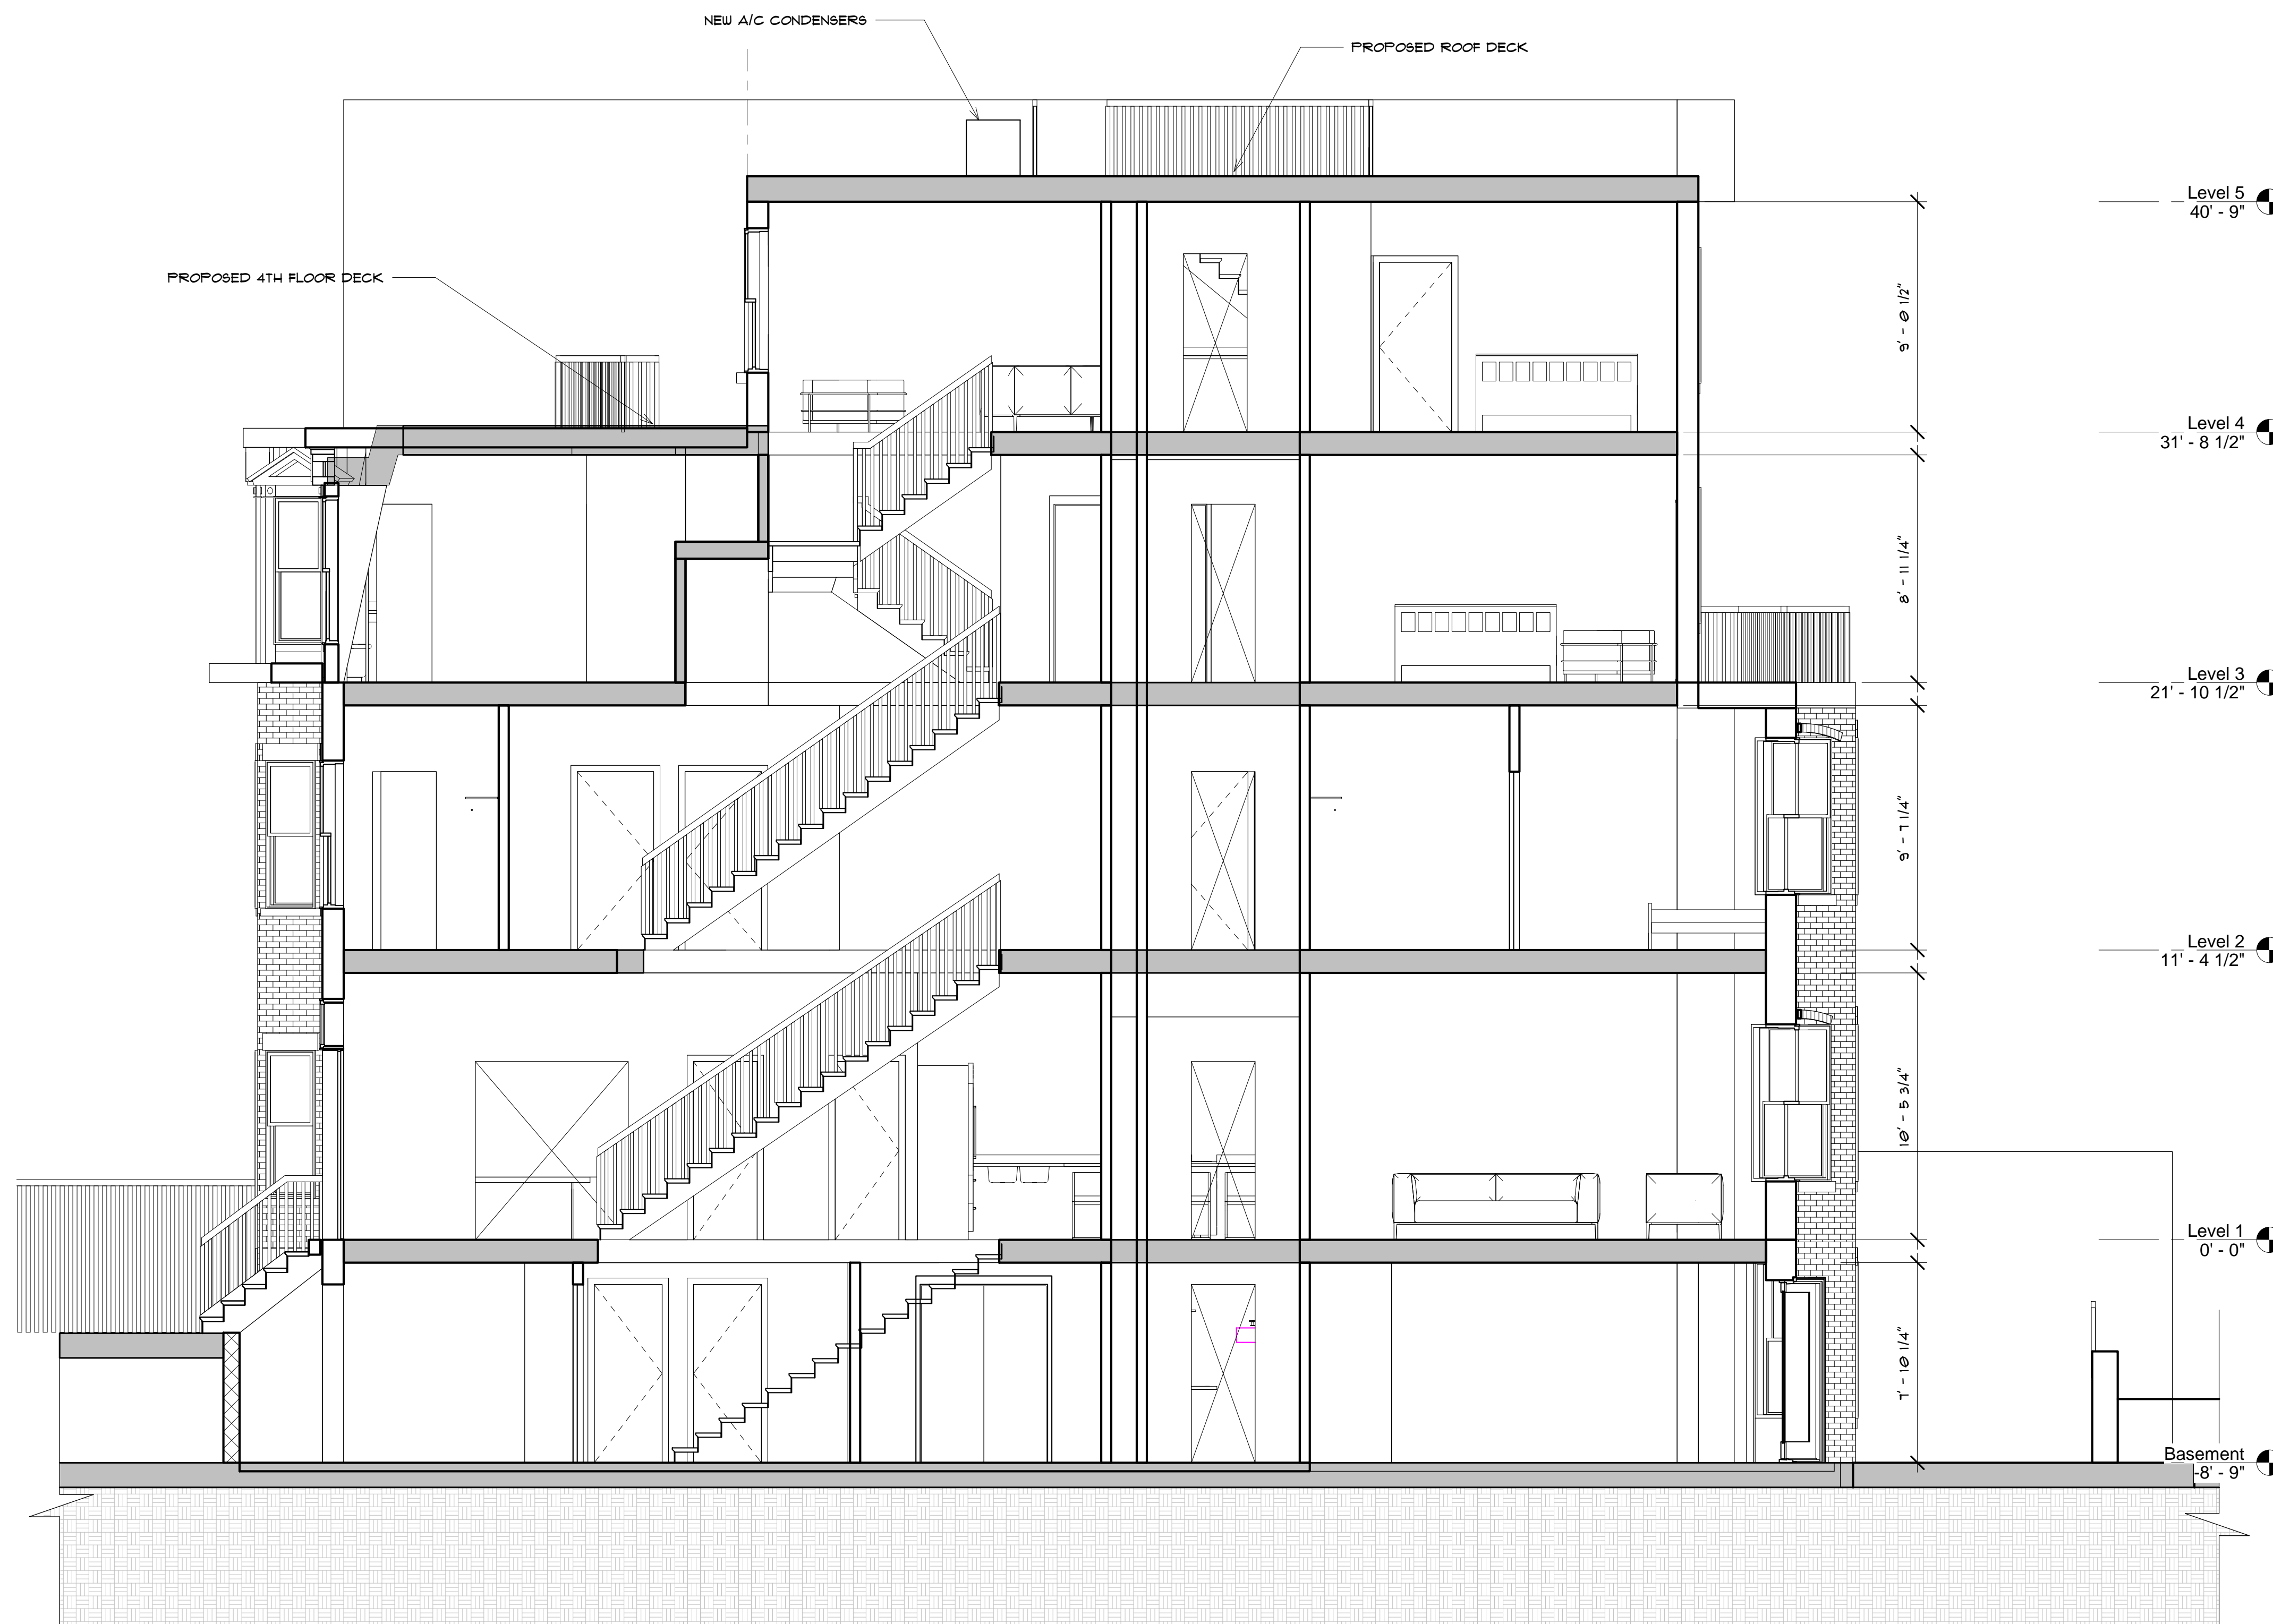 NEW A/C CONDENSERS
PROPOSED ROOF DECK
PROPOSED 4TH FLOOR DECK
Level 5
40' - 9"
9' - 0 1/2"
Level 4
31' - 8 1/2"
8' - 11 1/4"
Level 3
21' - 10 1/2"
9' - 7 1/4"
Level 2
11' - 4 1/2"
10' - 5 3/4"
Level 1
0' - 0"
7' - 10 1/4"
Basement
-8' - 9"